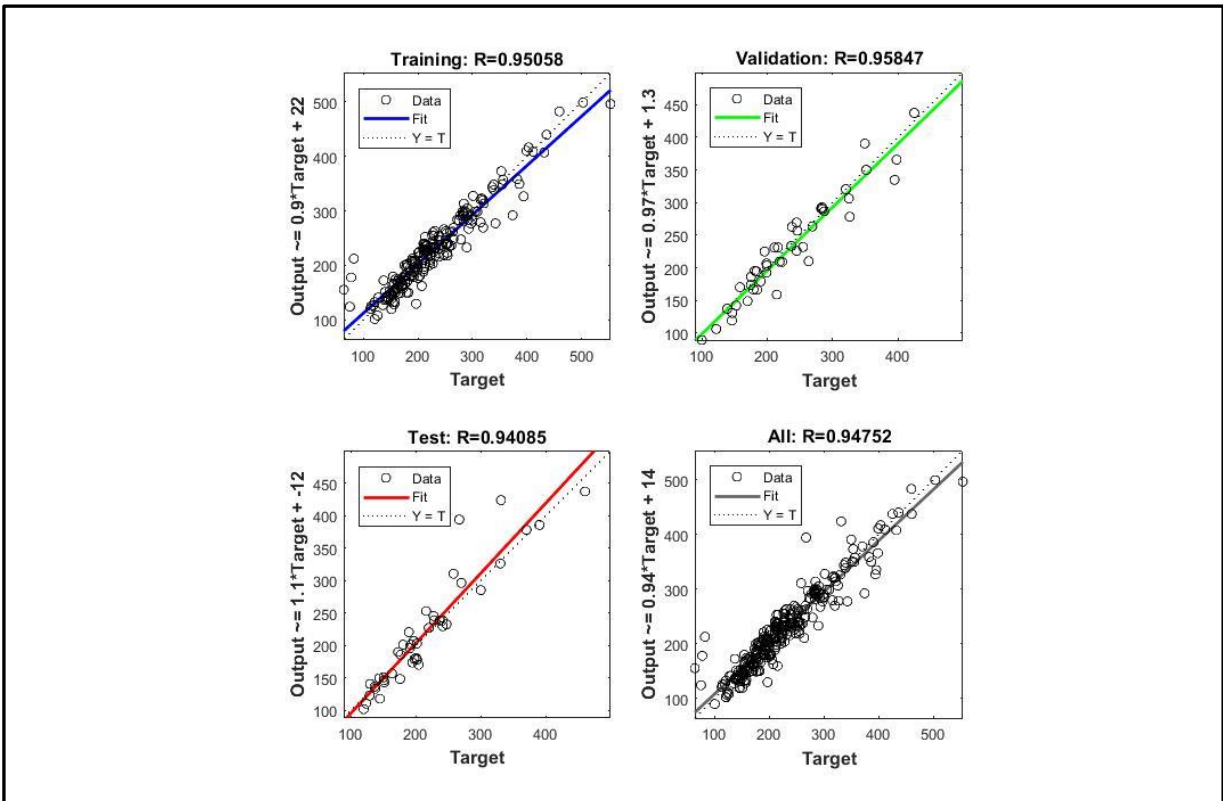 Training: R=0.95058
Output ~= 0.9*Target + 22
Data
Fit
Y = T
500
400
300
200
100
100 200 300 400 500
Target
Validation: R=0.95847
Output ~= 0.97*Target + 1.3
Data
Fit
Y = T
450
400
350
300
250
200
150
100
100 200 300 400
Target
Test: R=0.94085
Output ~= 1.1*Target + -12
Data
Fit
Y = T
450
400
350
300
250
200
150
100
100 200 300 400
Target
All: R=0.94752
Output ~= 0.94*Target + 14
Data
Fit
Y = T
500
400
300
200
100
100 200 300 400 500
Target